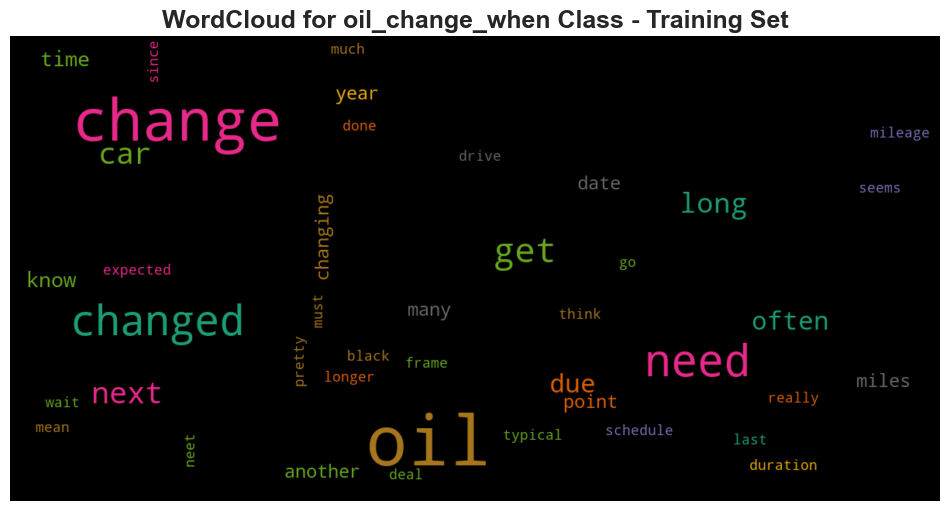 WordCloud for oil_change_when Class - Training Set
time
since
much
year
change
done
car
drive
mileage
date
seems
long
changing
get
go
know
expected
changed
must
many
think
often
need
pretty
black
longer
frame
due
point
miles
next
really
wait
mean
neet
oil
typical
schedule
last
another
deal
duration